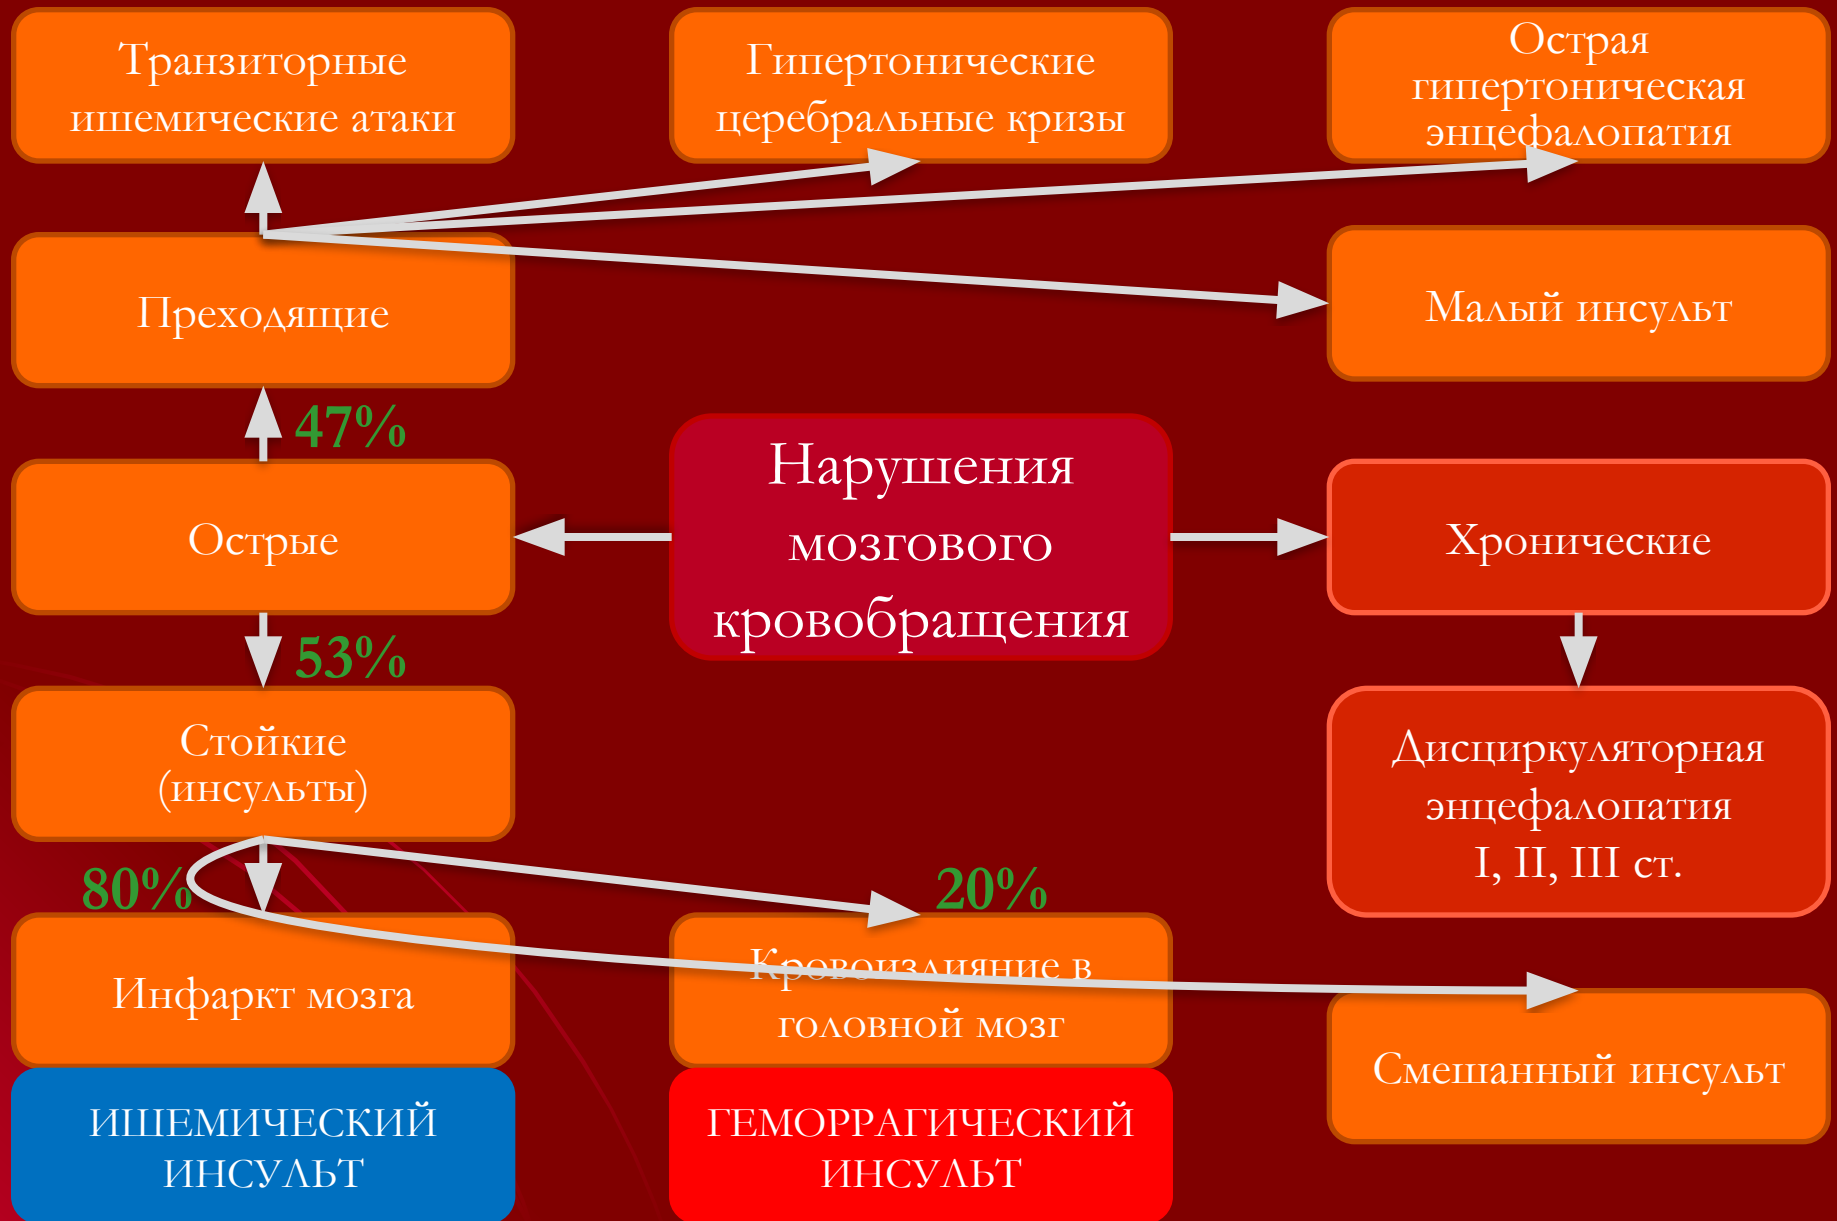 Транзиторные
ишемические атаки
Гипертонические
церебральные кризы
Острая
гипертоническая
энцефалопатия
Преходящие
Малый инсульт
47%
Нарушения
мозгового
кровобращения
Острые
Хронические
53%
Стойкие
(инсульты)
Дисциркуляторная
энцефалопатия
I, II, III ст.
80%
20%
Инфаркт мозга
Кровоизлияние в
головной мозг
Смешанный инсульт
ИШЕМИЧЕСКИЙ
ИНСУЛЬТ
ГЕМОРРАГИЧЕСКИЙ
ИНСУЛЬТ